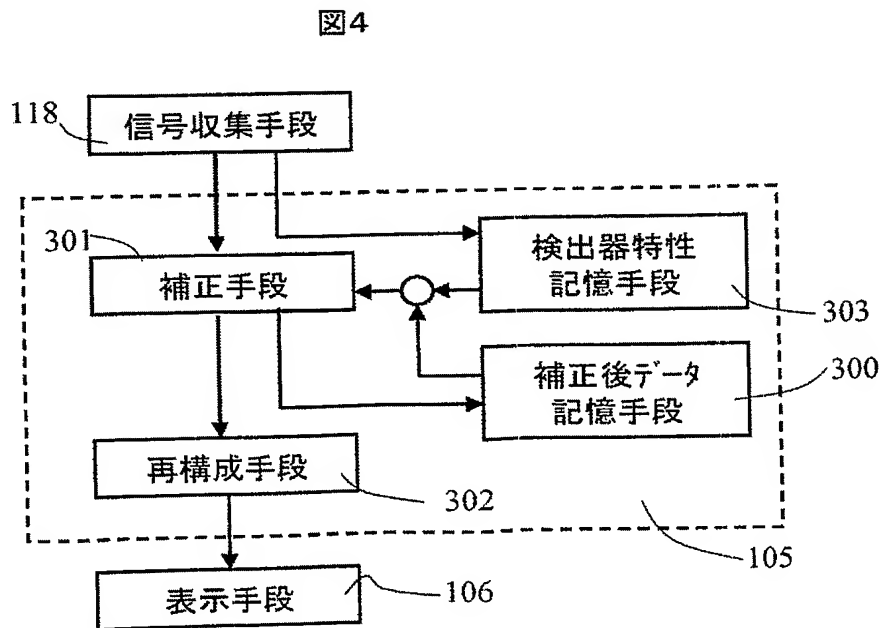 図4
118
信号収集手段
301
補正手段
検出器特性
記憶手段
303
補正後データ
記憶手段
300
再構成手段
302
105
表示手段
106